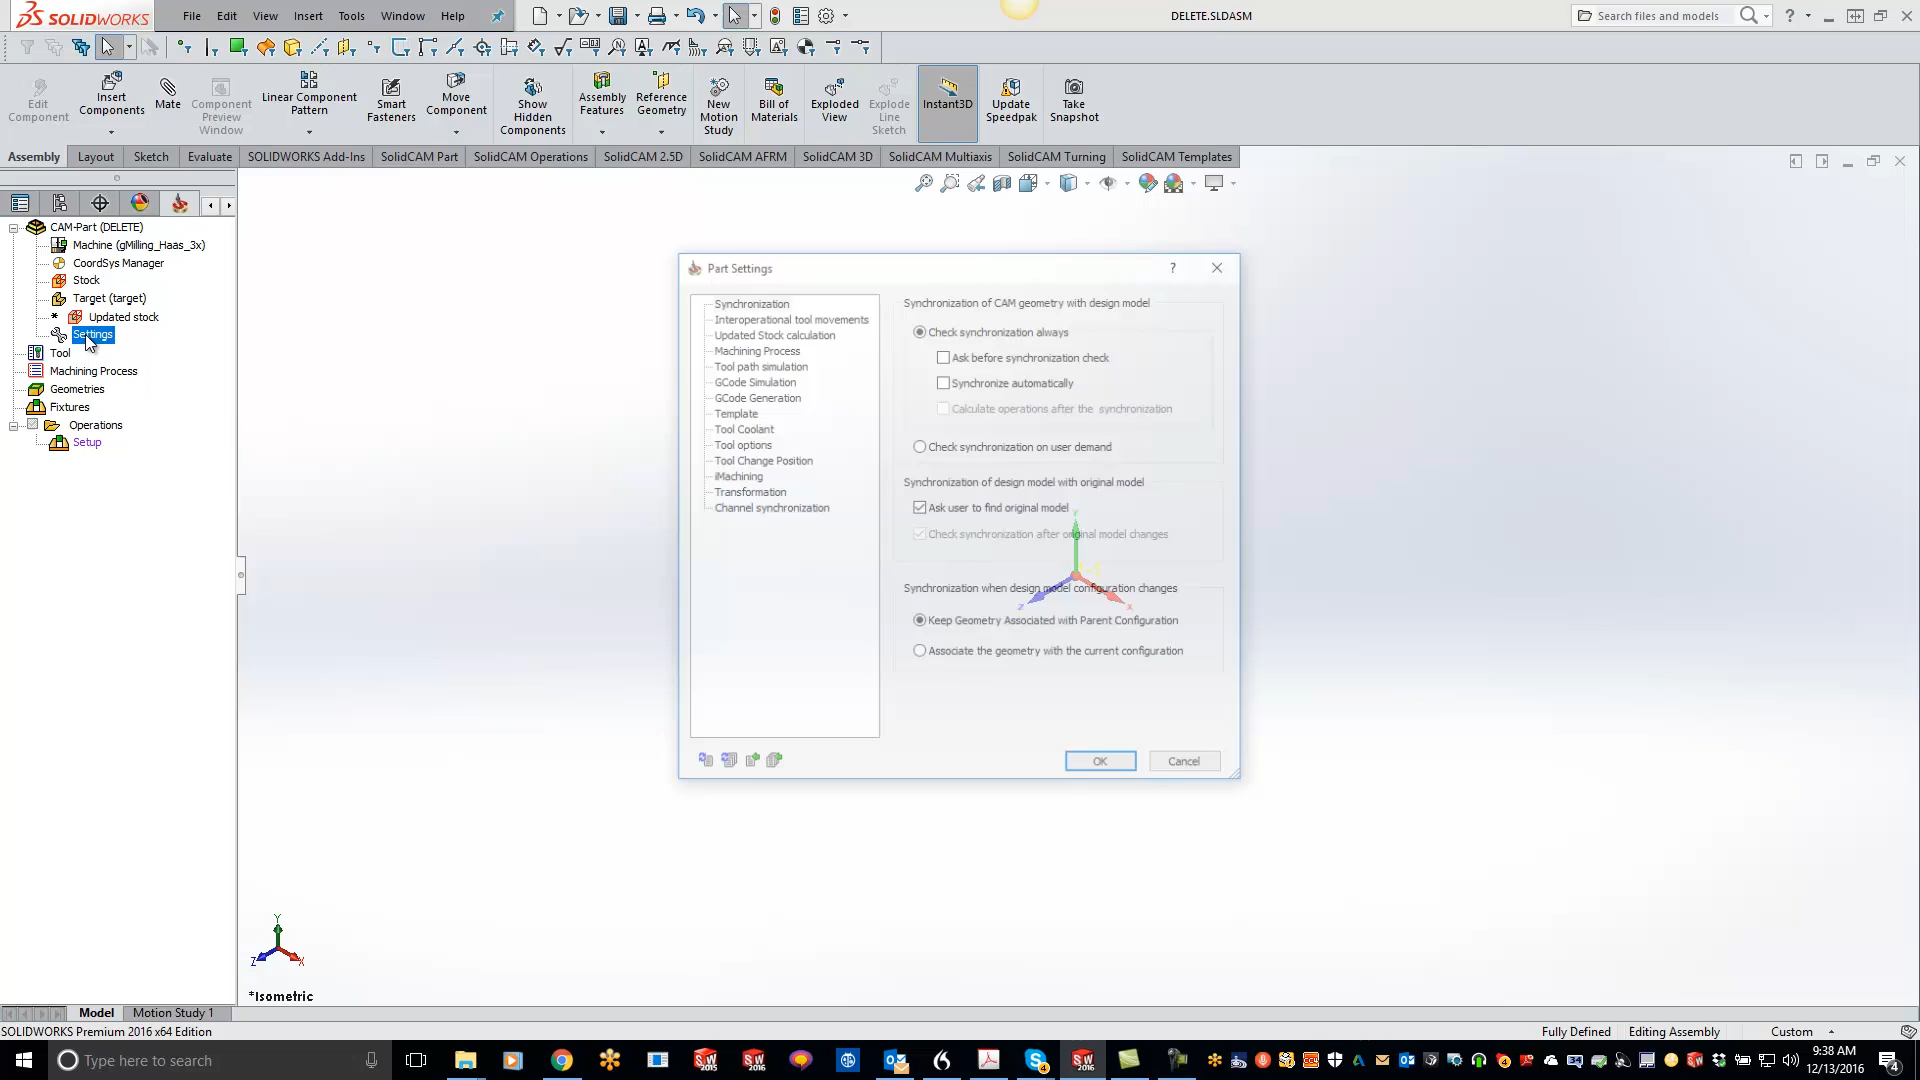 SOLIDWORKS
File Edit View Insert Tools Window Help
DELETE.SLDASM
Search files and models
Edit Component
Insert Components
Mate
Component Preview Window
Linear Component Pattern
Smart Fasteners
Move Component
Show Hidden Components
Assembly Features
Reference Geometry
New Motion Study
Bill of Materials
Exploded View
Explode Line Sketch
Instant3D
Update Speedpak
Take Snapshot
Assembly Layout Sketch Evaluate SOLIDWORKS Add-Ins SolidCAM Part SolidCAM Operations SolidCAM 2.5D SolidCAM AFRM SolidCAM 3D SolidCAM Multiaxis SolidCAM Turning SolidCAM Templates
CAM-Part (DELETE)
Machine (gMilling_Haas_3x)
CoordSys Manager
Stock
Target (target)
* Updated stock
Settings
Tool
Machining Process
Geometries
Fixtures
Operations
Setup
Part Settings
?
Synchronization
Interoperational tool movements
Updated Stock calculation
Machining Process
Tool path simulation
GCode Simulation
GCode Generation
Template
Tool Coolant
Tool options
Tool Change Position
iMachining
Transformation
Channel synchronization
Synchronization of CAM geometry with design model
Check synchronization always
Ask before synchronization check
Synchronize automatically
Calculate operations after the synchronization
Check synchronization on user demand
Synchronization of design model with original model
Ask user to find original model
Check synchronization after original model changes
Synchronization when design model configuration changes
Keep Geometry Associated with Parent Configuration
Associate the geometry with the current configuration
OK Cancel
Y
Z X
Y
Z X
*Isometric
Model Motion Study 1
SOLIDWORKS Premium 2016 x64 Edition
Fully Defined Editing Assembly Custom
Type here to search
9:38 AM
12/13/2016